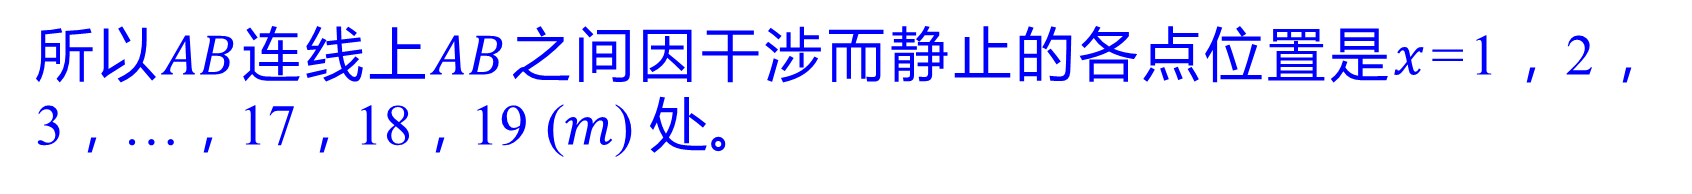 所以AB连线上AB之间因干涉而静止的各点位置是x=1，2，
3，…，17，18，19 (m) 处。